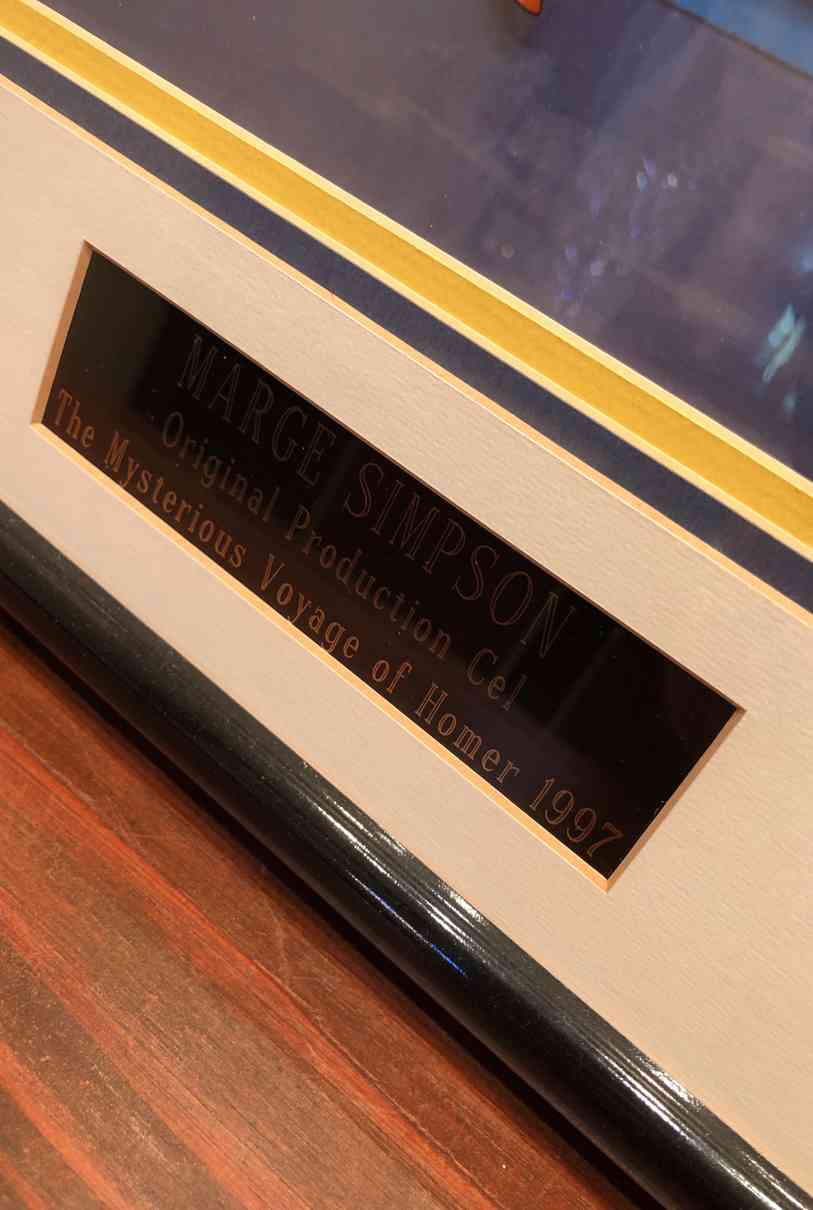 MARGE SIMPSON
Original Production Cel
The Mysterious Voyage of Homer 1997